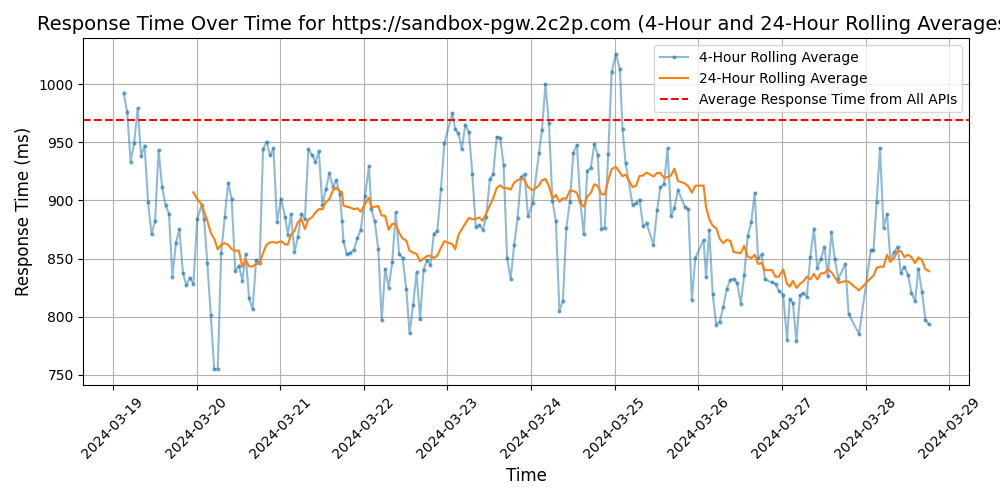 Response Time Over Time for https://sandbox-pgw.2c2p.com (4-Hour and 24-Hour Rolling Averages
4-Hour Rolling Average
24-Hour Rolling Average
Average Response Time from All APIs
Response Time (ms)
1000
950
900
850
800
750
2024-03-19
2024-03-20
2024-03-21
2024-03-22
2024-03-23
2024-03-24
2024-03-25
2024-03-26
2024-03-27
2024-03-28
2024-03-29
Time